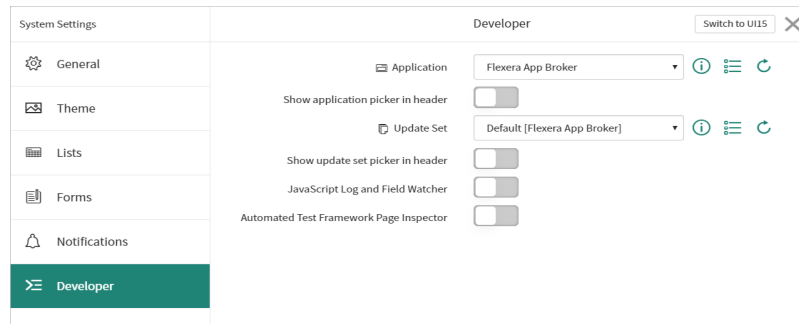 System Settings
Developer
Switch to UI15
General
Theme
Lists
Forms
Notifications
Developer
Application
Flexera App Broker
Show application picker in header
Update Set
Default [Flexera App Broker]
Show update set picker in header
JavaScript Log and Field Watcher
Automated Test Framework Page Inspector